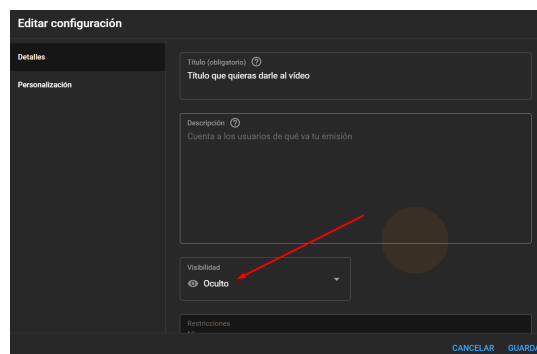 Editar configuración
Detalles
Personalización
Título (obligatorio)
Título que quieras darle al vídeo
Descripción
Cuenta a los usuarios de qué va tu emisión
Visibilidad
Oculto
Restricciones
CANCELAR GUARDA